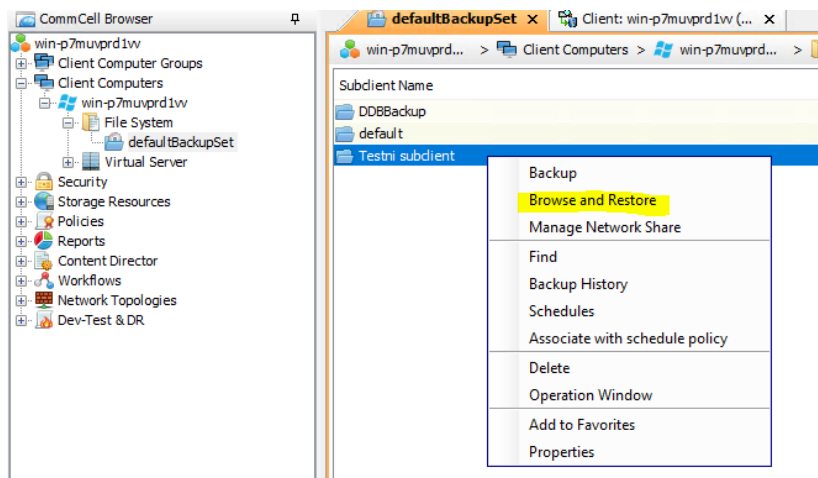 CommCell Browser
win-p7muvprd1vv
Client Computer Groups
Client Computers
win-p7muvprd1vv
File System
defaultBackupSet
Virtual Server
Security
Storage Resources
Policies
Reports
Content Director
Workflows
Network Topologies
Dev-Test & DR
defaultBackupSet
Client: win-p7muvprd1vv (...
win-p7muvprd... > Client Computers > win-p7muvprd... >
Subclient Name
DDBBackup
default
Testni subclient
Backup
Browse and Restore
Manage Network Share
Find
Backup History
Schedules
Associate with schedule policy
Delete
Operation Window
Add to Favorites
Properties